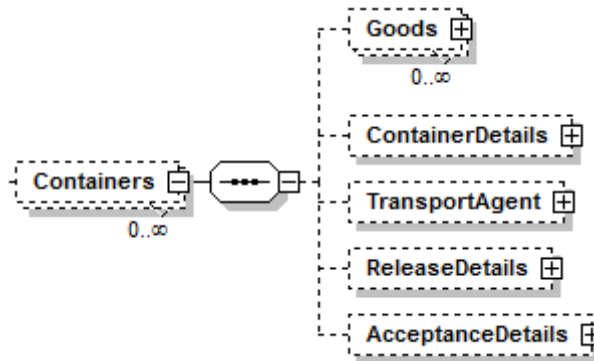 Goods
0..∞
ContainerDetails
Containers
0..∞
TransportAgent
ReleaseDetails
AcceptanceDetails